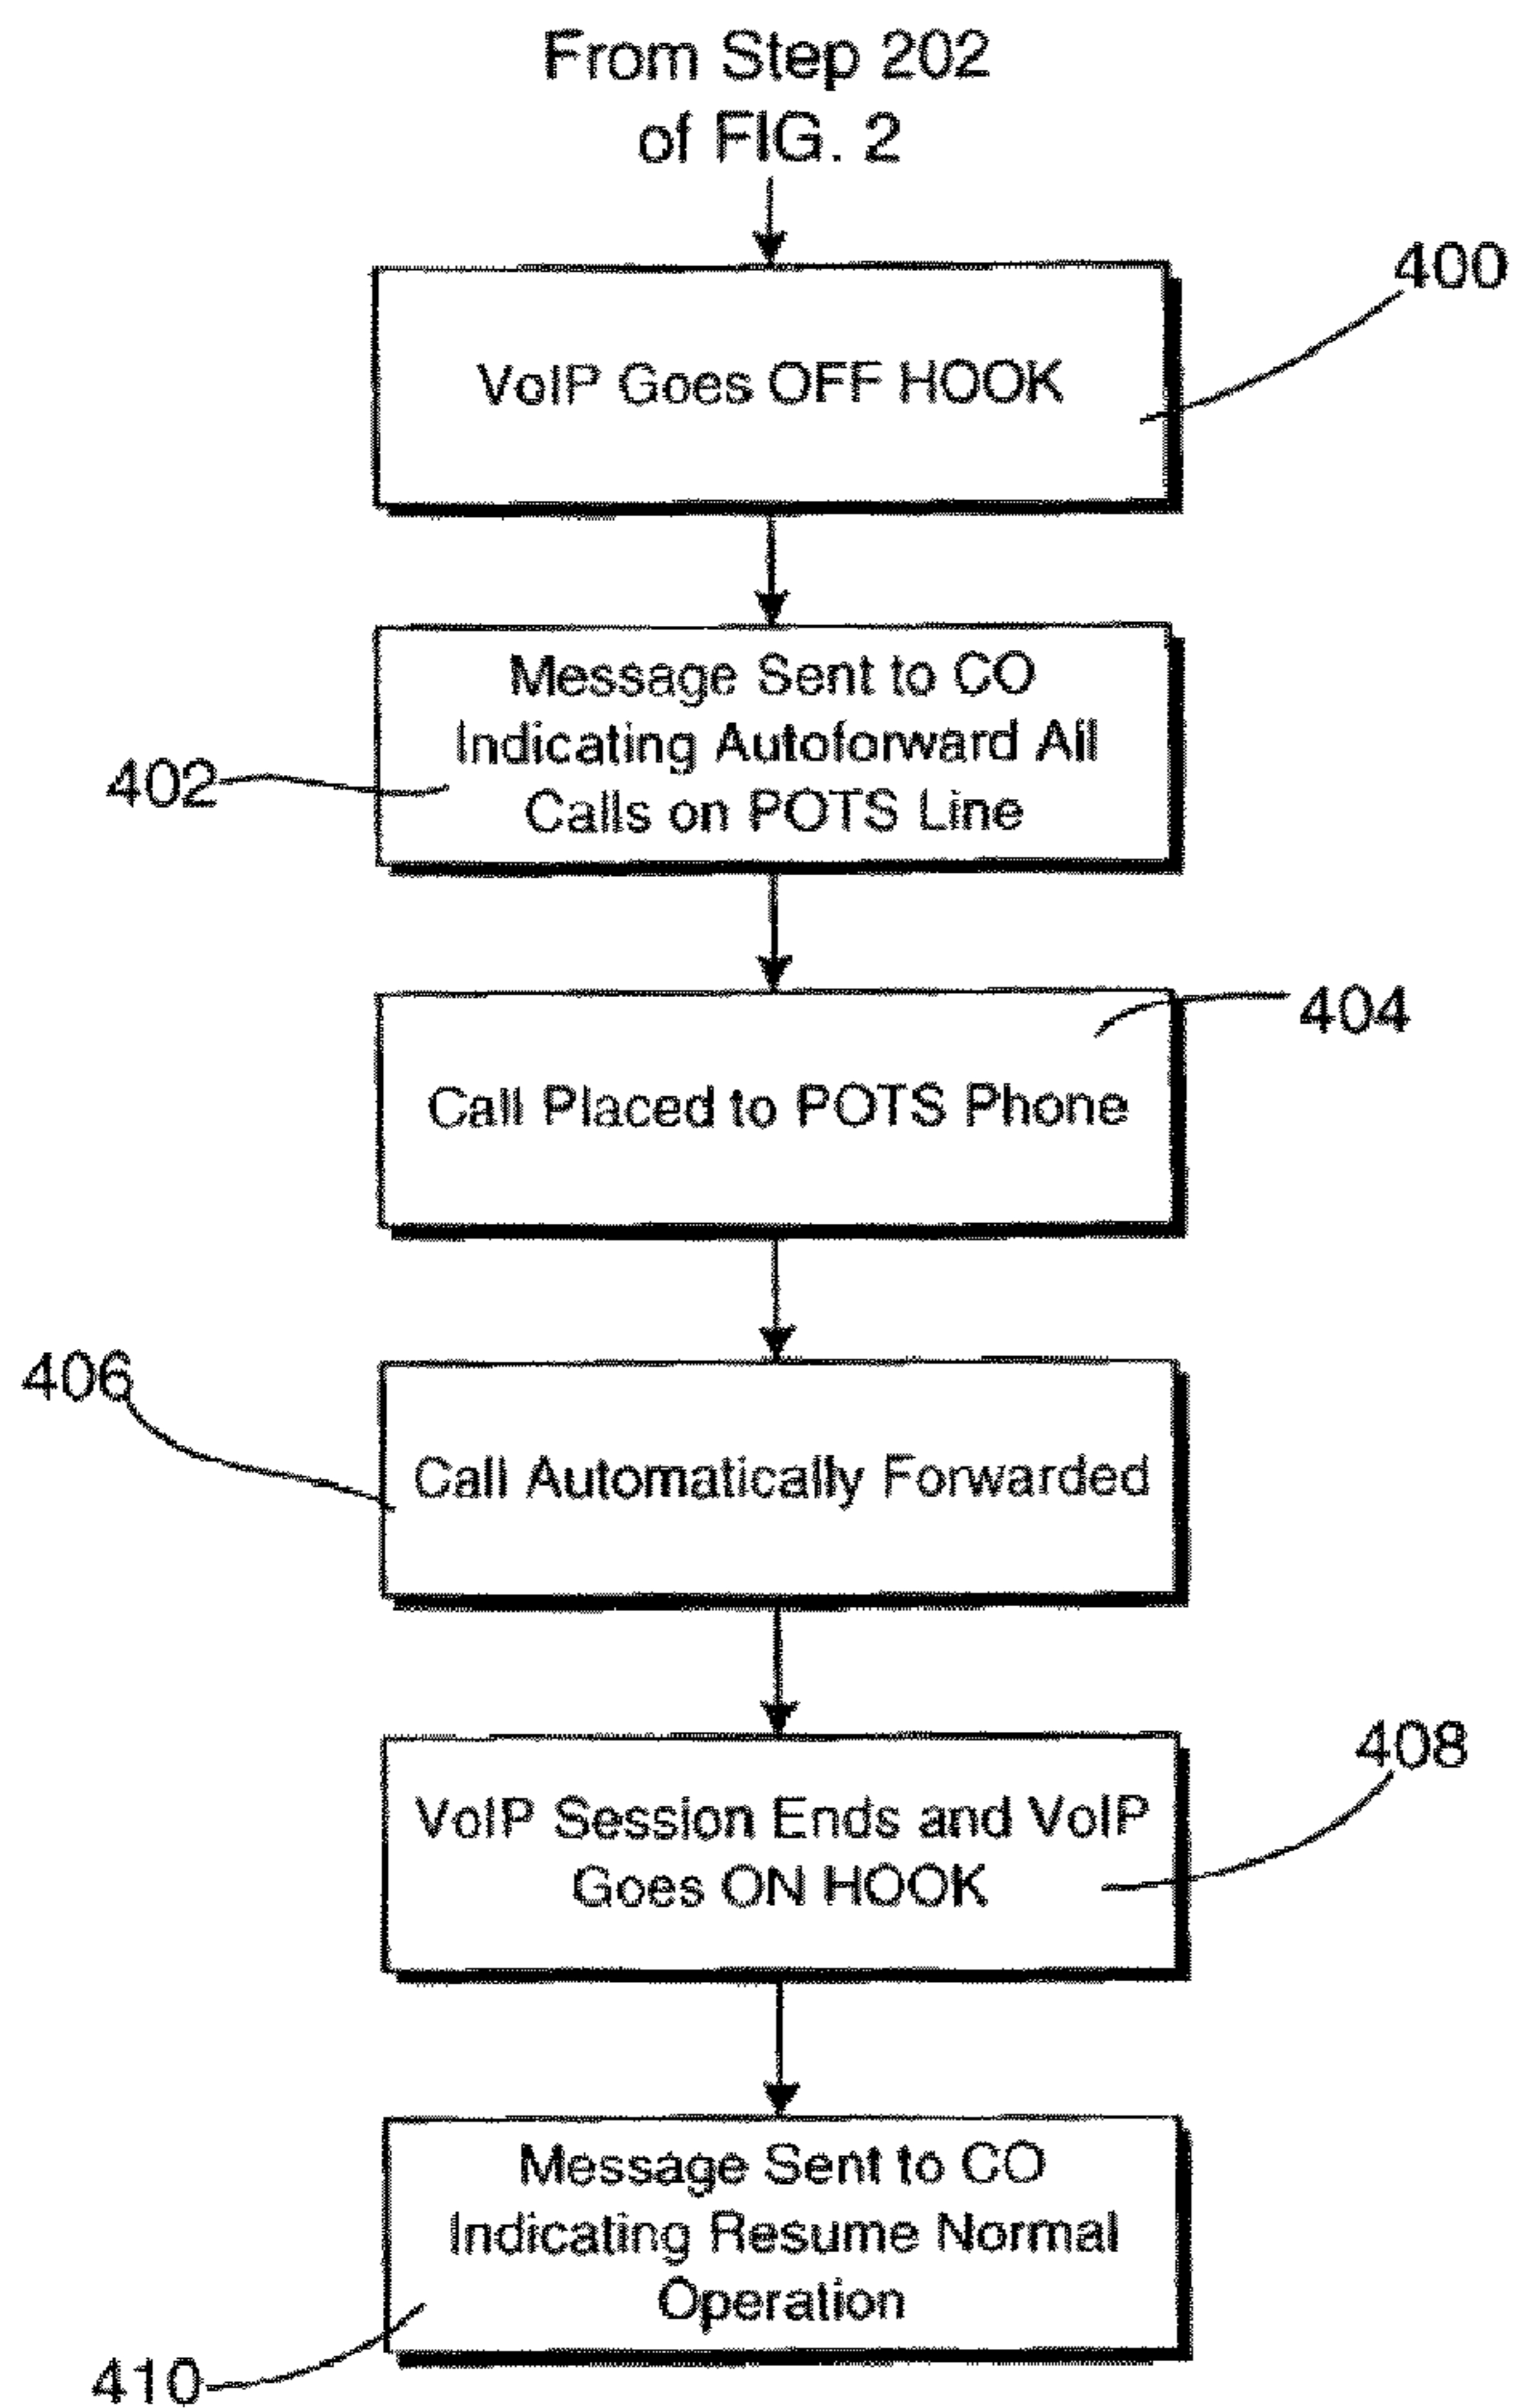 From Step 202
of FIG. 2
400
VoIP Goes OFF HOOK
402
Message Sent to CO
Indicating Autoforward All
Calls on POTS Line
404
Call Placed to POTS Phone
406
Call Automatically Forwarded
408
VoIP Session Ends and VoIP
Goes ON HOOK
Message Sent to CO
Indicating Resume Normal
Operation
410